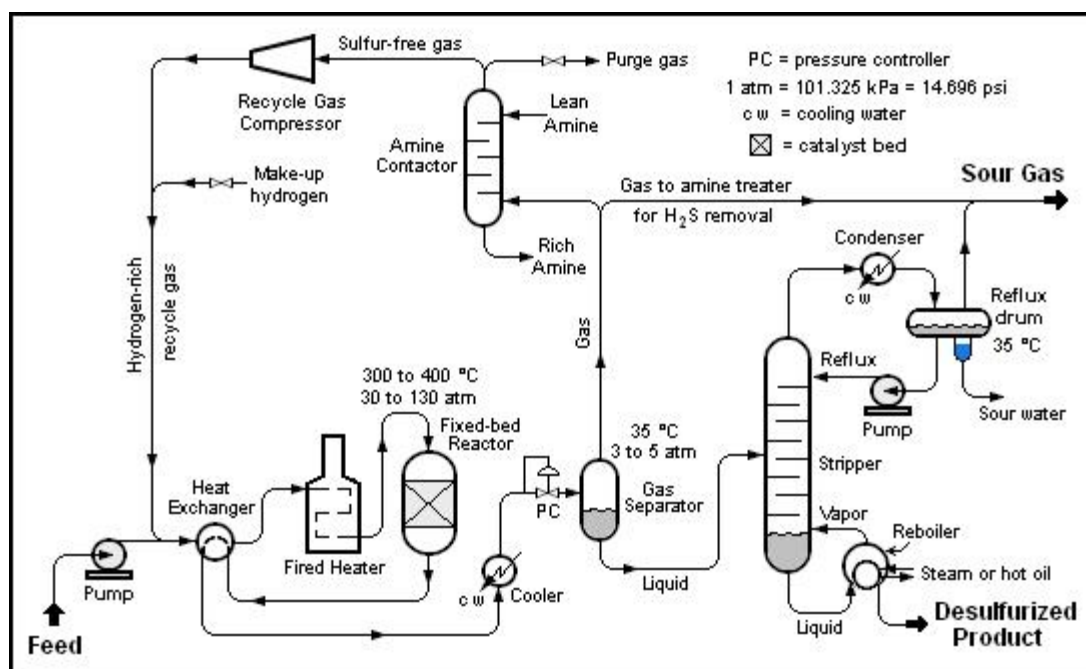 Sulfur-free gas
Purge gas
PC = pressure controller
1 atm = 101.325 kPa = 14.696 psi
c w = cooling water
= catalyst bed
Recycle Gas
Compressor
Lean
Amine
Amine
Contactor
Make-up
hydrogen
Gas to amine treater
for H₂S removal
Sour Gas
Rich
Amine
Condenser
c w
Reflux
drum
35 °C
Hydrogen-rich
recycle gas
Gas
Reflux
Pump
Sour water
300 to 400 °C
30 to 130 atm
Fixed-bed
Reactor
35 °C
3 to 5 atm
Gas
Separator
Stripper
Heat
Exchanger
PC
Vapor
Reboiler
Fired Heater
Pump
c w
Cooler
Liquid
Steam or hot oil
Liquid
Feed
Desulfurized
Product